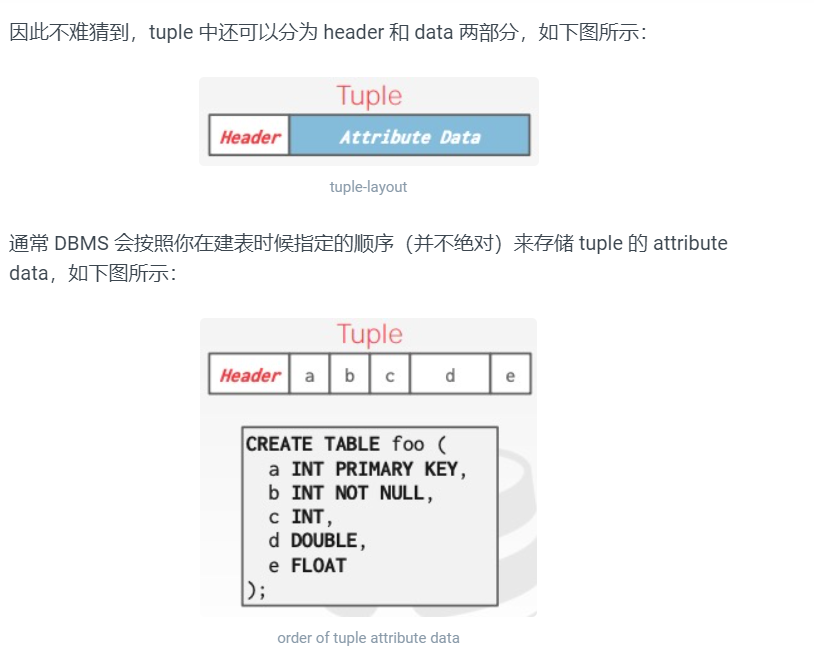 因此不难猜到，tuple 中还可以分为 header 和 data 两部分，如下图所示：
Tuple
Header Attribute Data
tuple-layout
通常 DBMS 会按照你在建表时候指定的顺序（并不绝对）来存储 tuple 的 attribute
data，如下图所示：
Tuple
Header a b c d e
CREATE TABLE foo (
a INT PRIMARY KEY,
b INT NOT NULL,
c INT,
d DOUBLE,
e FLOAT
);
order of tuple attribute data